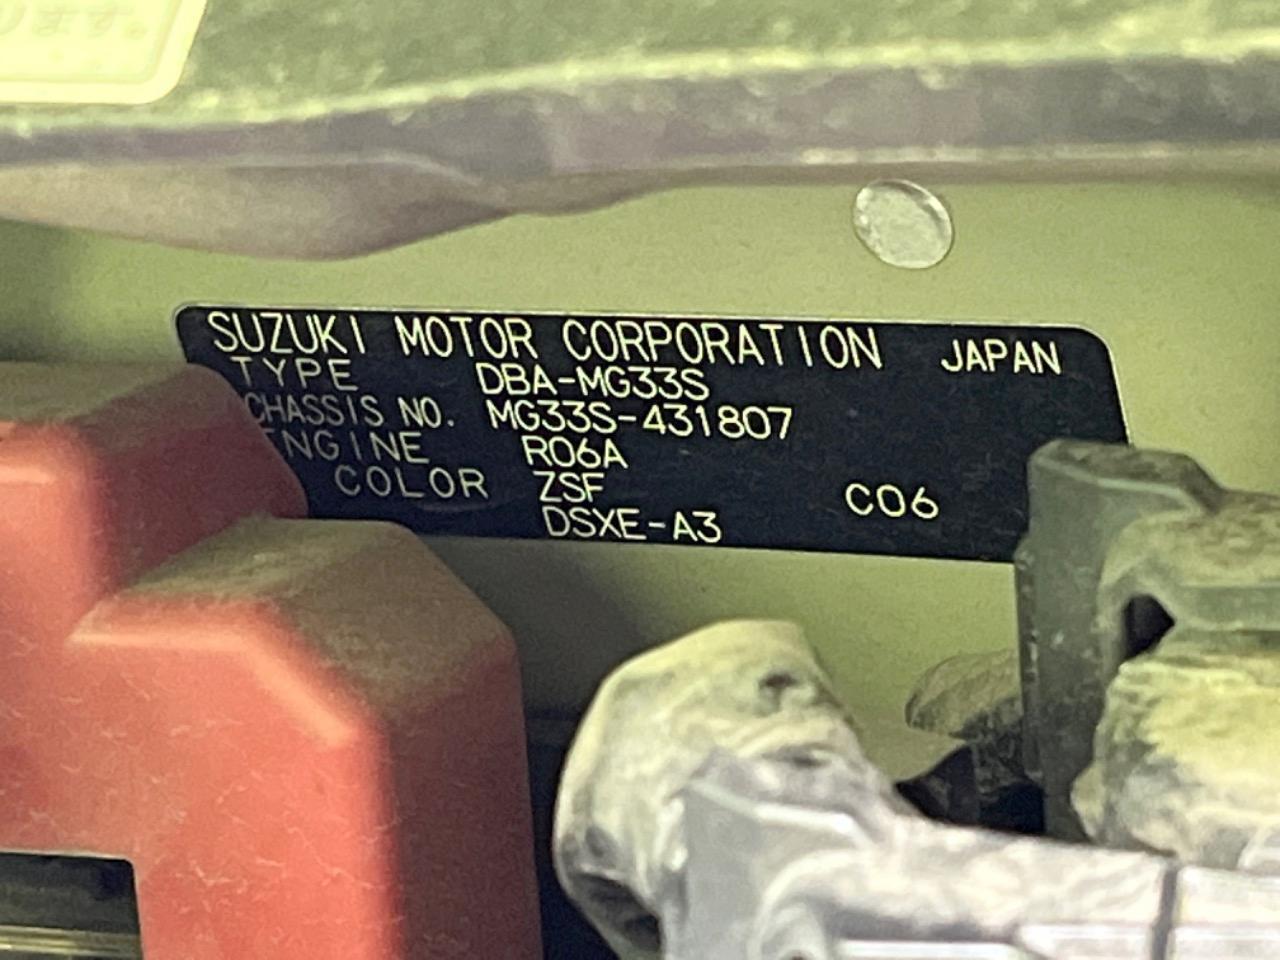 SUZUKI MOTOR CORPORATION JAPAN
TYPE DBA-MG33S
CHASSIS NO. MG33S-431807
ENGINE R06A
COLOR ZSF C06
DSXE-A3